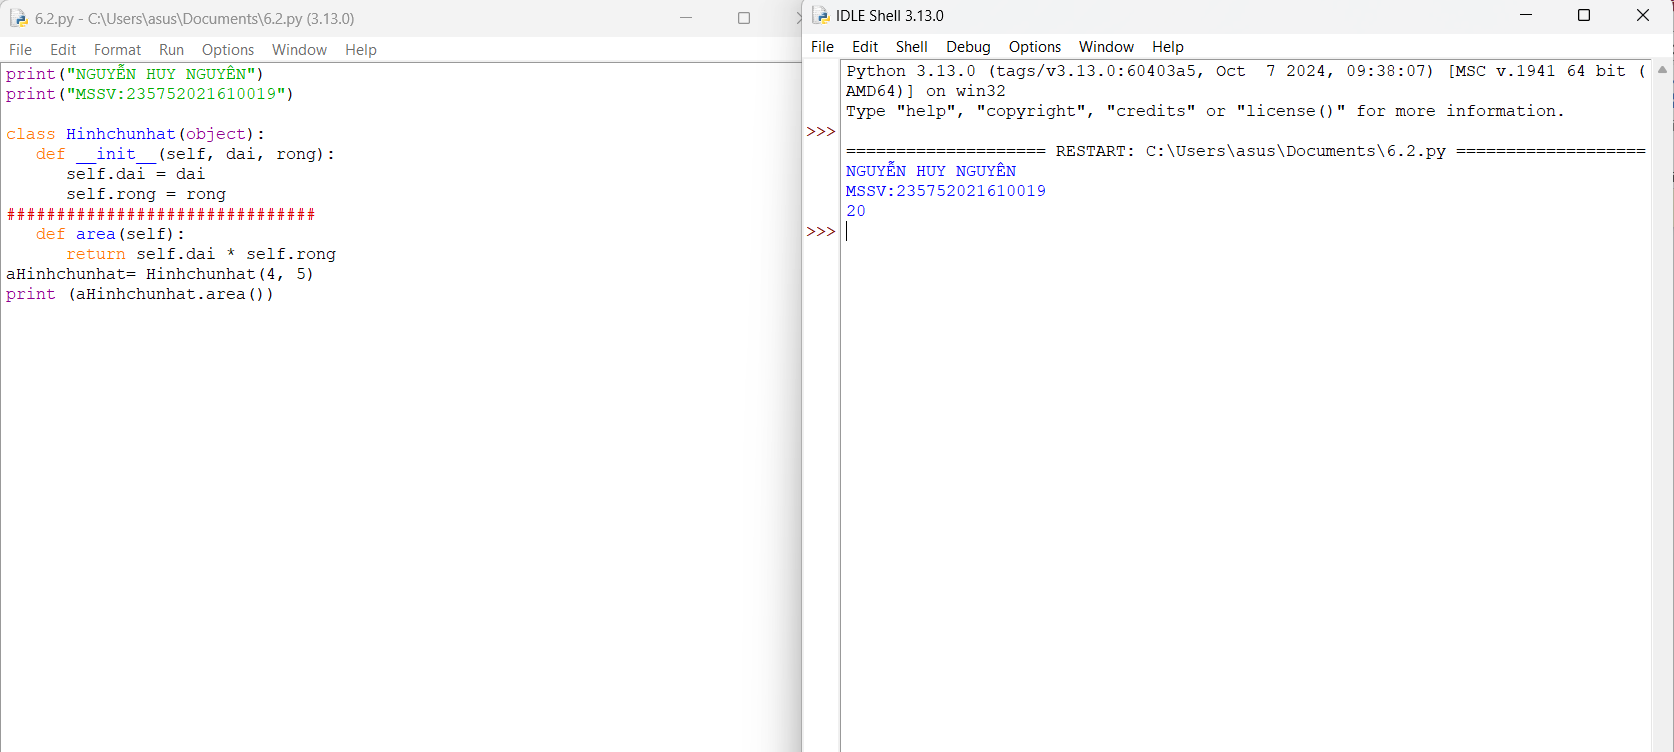 6.2.py - C:\Users\asus\Documents\6.2.py (3.13.0)
File Edit Format Run Options Window Help
print("NGUYỄN HUY NGUYÊN")
print("MSSV:235752021610019")
class Hinhchunhat(object):
   def __init__(self, dai, rong):
      self.dai = dai
      self.rong = rong
###############################
   def area(self):
      return self.dai * self.rong
aHinhchunhat= Hinhchunhat(4, 5)
print (aHinhchunhat.area())
IDLE Shell 3.13.0
File Edit Shell Debug Options Window Help
Python 3.13.0 (tags/v3.13.0:60403a5, Oct  7 2024, 09:38:07) [MSC v.1941 64 bit (
AMD64)] on win32
Type "help", "copyright", "credits" or "license()" for more information.
>>>
==================== RESTART: C:\Users\asus\Documents\6.2.py ===================
NGUYỄN HUY NGUYÊN
MSSV:235752021610019
20
>>>